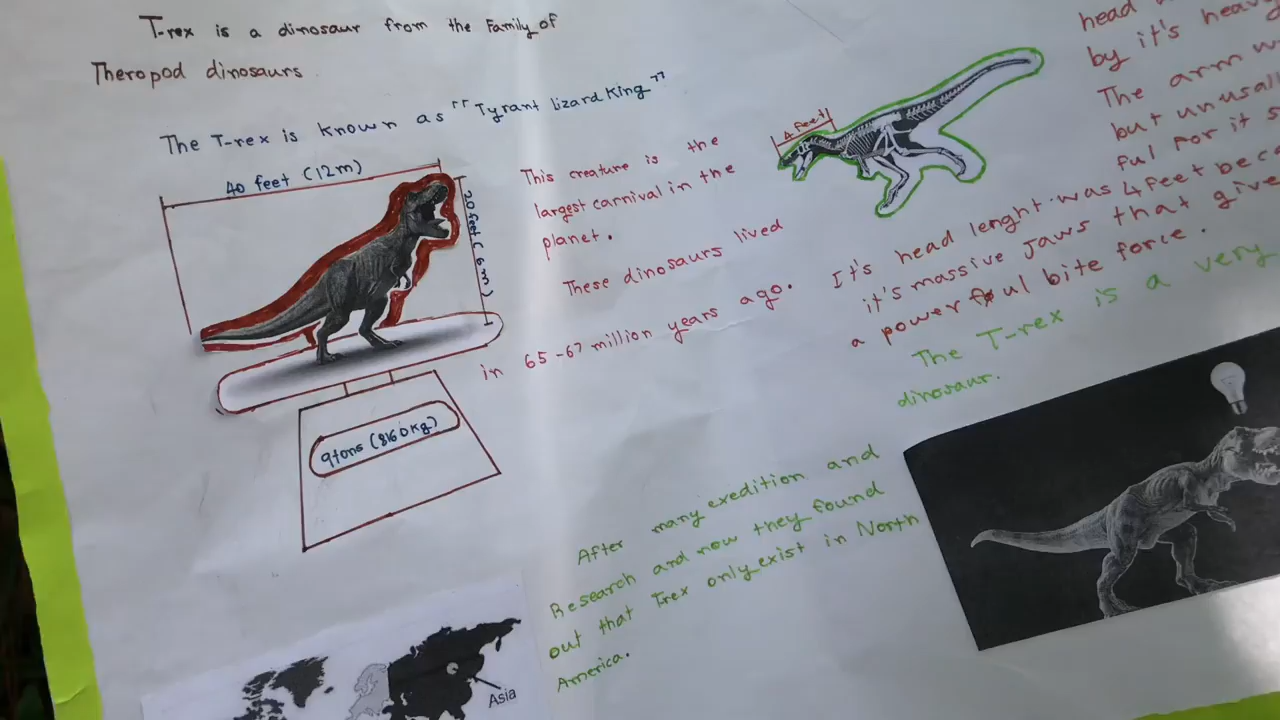 T-rex is a dinosaur from the Family of
Theropod dinosaurs
The T-rex is known as "Tyrant lizard King"
40 feet (12m)
20 feet (6m)
9tons (8160kg)
This creature is the
largest carnival in the
planet.
These dinosaurs lived
in 65-67 million years ago.
4 feet
head
by it's heavy
The arm
but unusal
ful for it
It's head lenght was 4 feet
it's massive jaws that give
a powerful bite force.
The T-rex is a very
dinosaur.
After many exedition and
Research and now they found
out that Trex only exist in North
America.
Asia